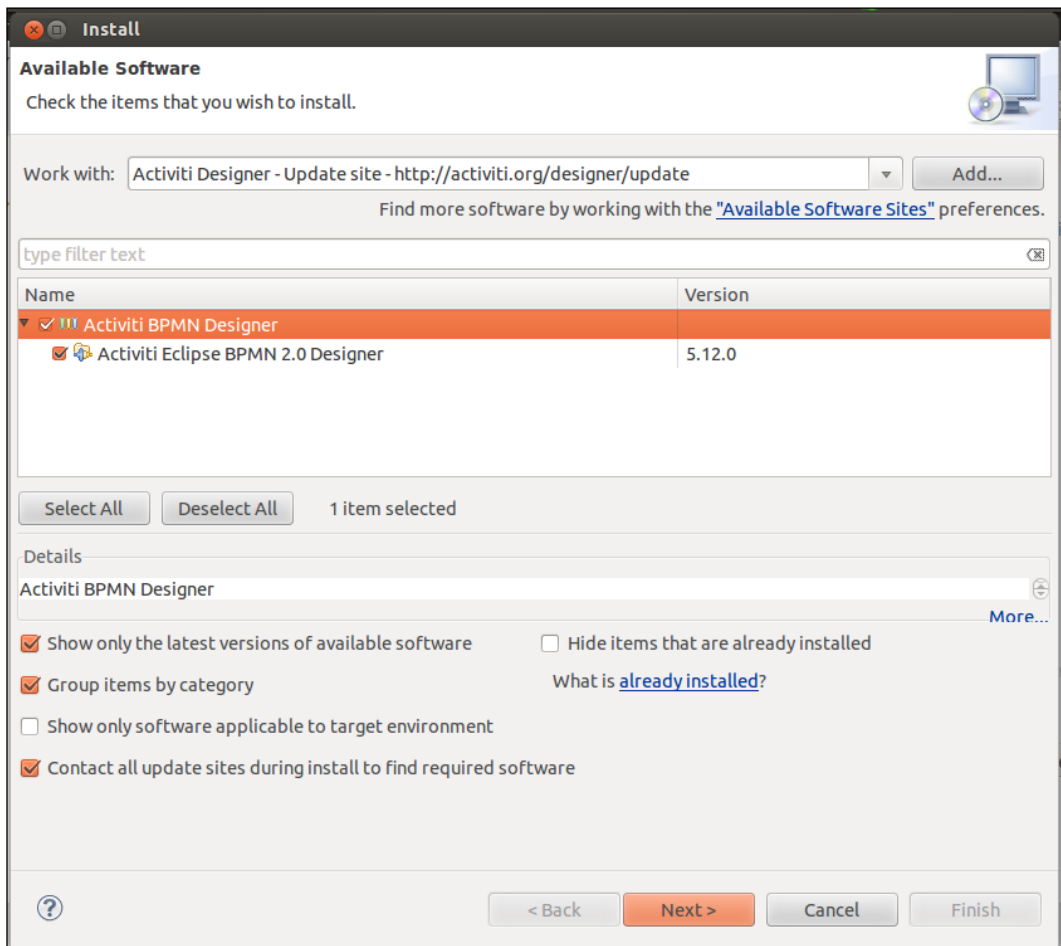 Install
Available Software
Check the items that you wish to install.
Work with: Activiti Designer - Update site - http://activiti.org/designer/update Add...
Find more software by working with the "Available Software Sites" preferences.
type filter text
Name Version
Activiti BPMN Designer
Activiti Eclipse BPMN 2.0 Designer 5.12.0
Select All Deselect All 1 item selected
Details
Activiti BPMN Designer
More...
Show only the latest versions of available software Hide items that are already installed
Group items by category What is already installed?
Show only software applicable to target environment
Contact all update sites during install to find required software
? < Back Next > Cancel Finish